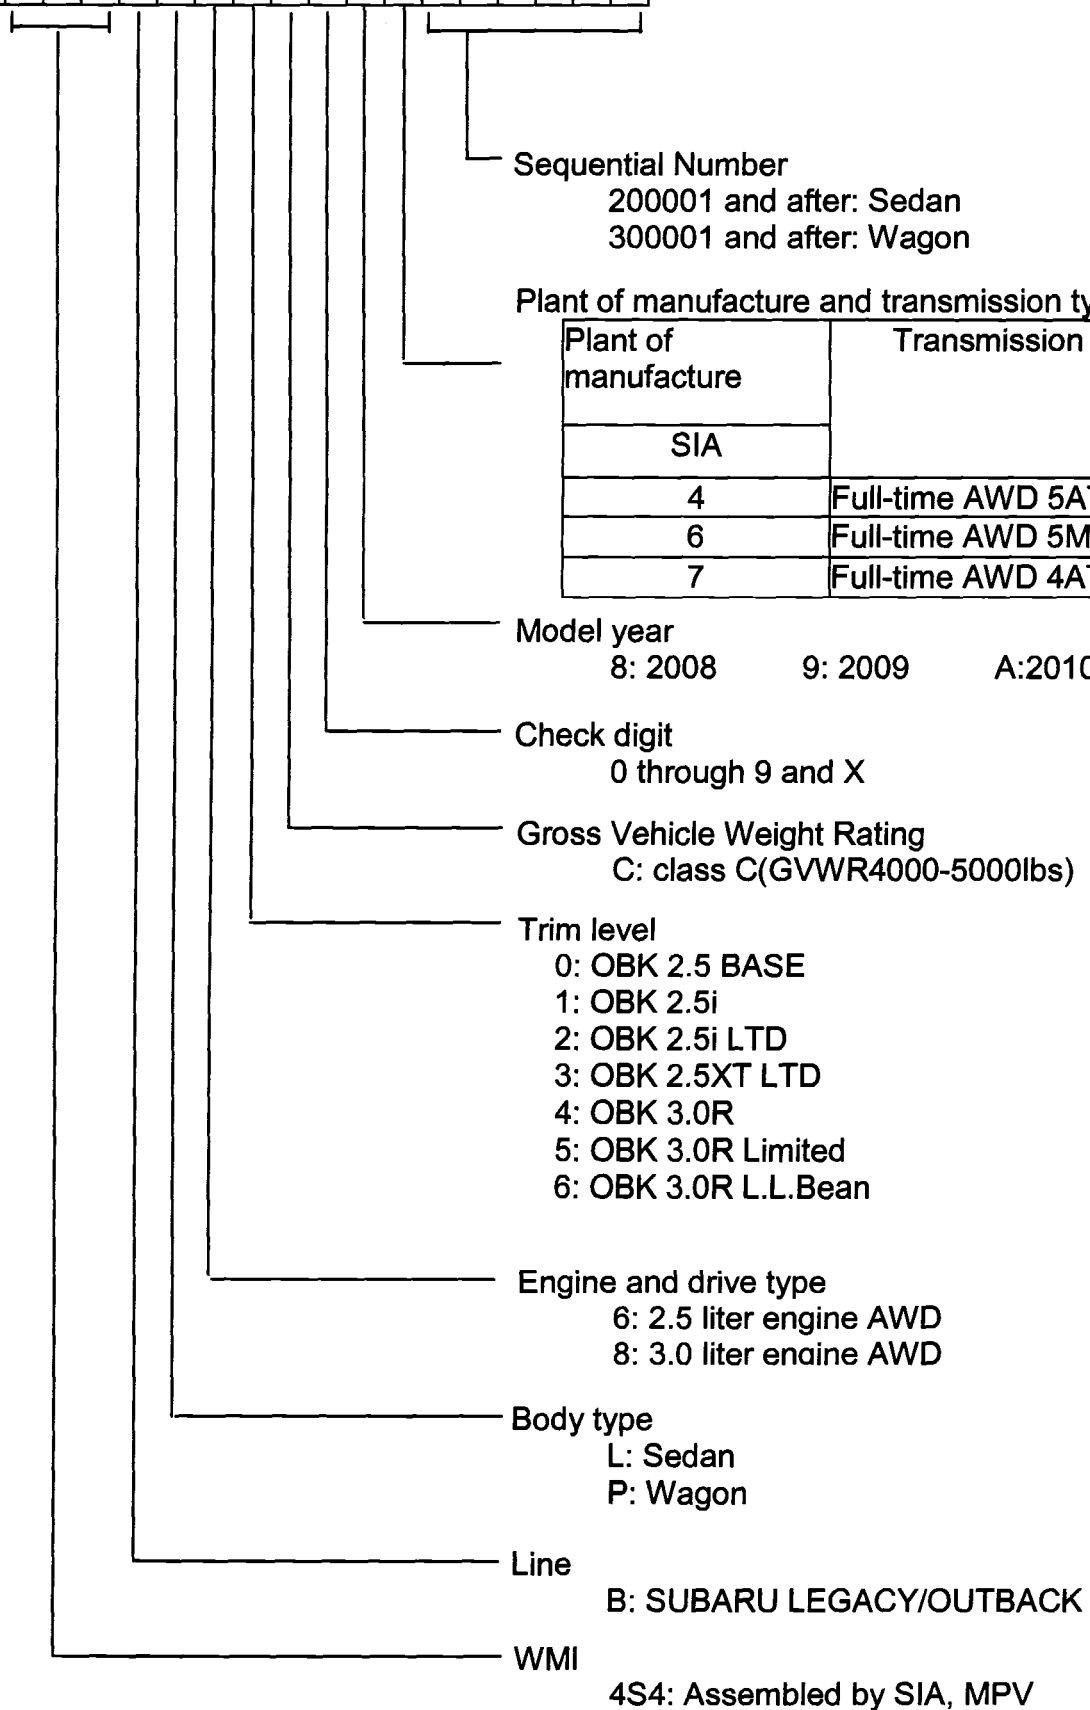 Sequential Number
200001 and after: Sedan
300001 and after: Wagon
Plant of manufacture and transmission
Plant of manufacture
Transmission
SIA
4 Full-time AWD 5AT
6 Full-time AWD
7 Full-time AWD 4AT
Model year
8: 2008 9: 2009 A:2010
Check digit
0 through 9 and X
Gross Vehicle Weight Rating
C: class C(GVWR4000-5000lbs)
Trim level
0: OBK 2.5 BASE
1: OBK 2.5i
2: OBK 2.5i LTD
3: OBK 2.5XT LTD
4: OBK 3.0R
5: OBK 3.0R Limited
6: OBK 3.0R L.L.Bean
Engine and drive type
6: 2.5 liter engine AWD
8: 3.0 liter engine AWD
Body type
L: Sedan
P: Wagon
Line
B: SUBARU LEGACY/OUTBACK
WMI
4S4: Assembled by SIA, MPV